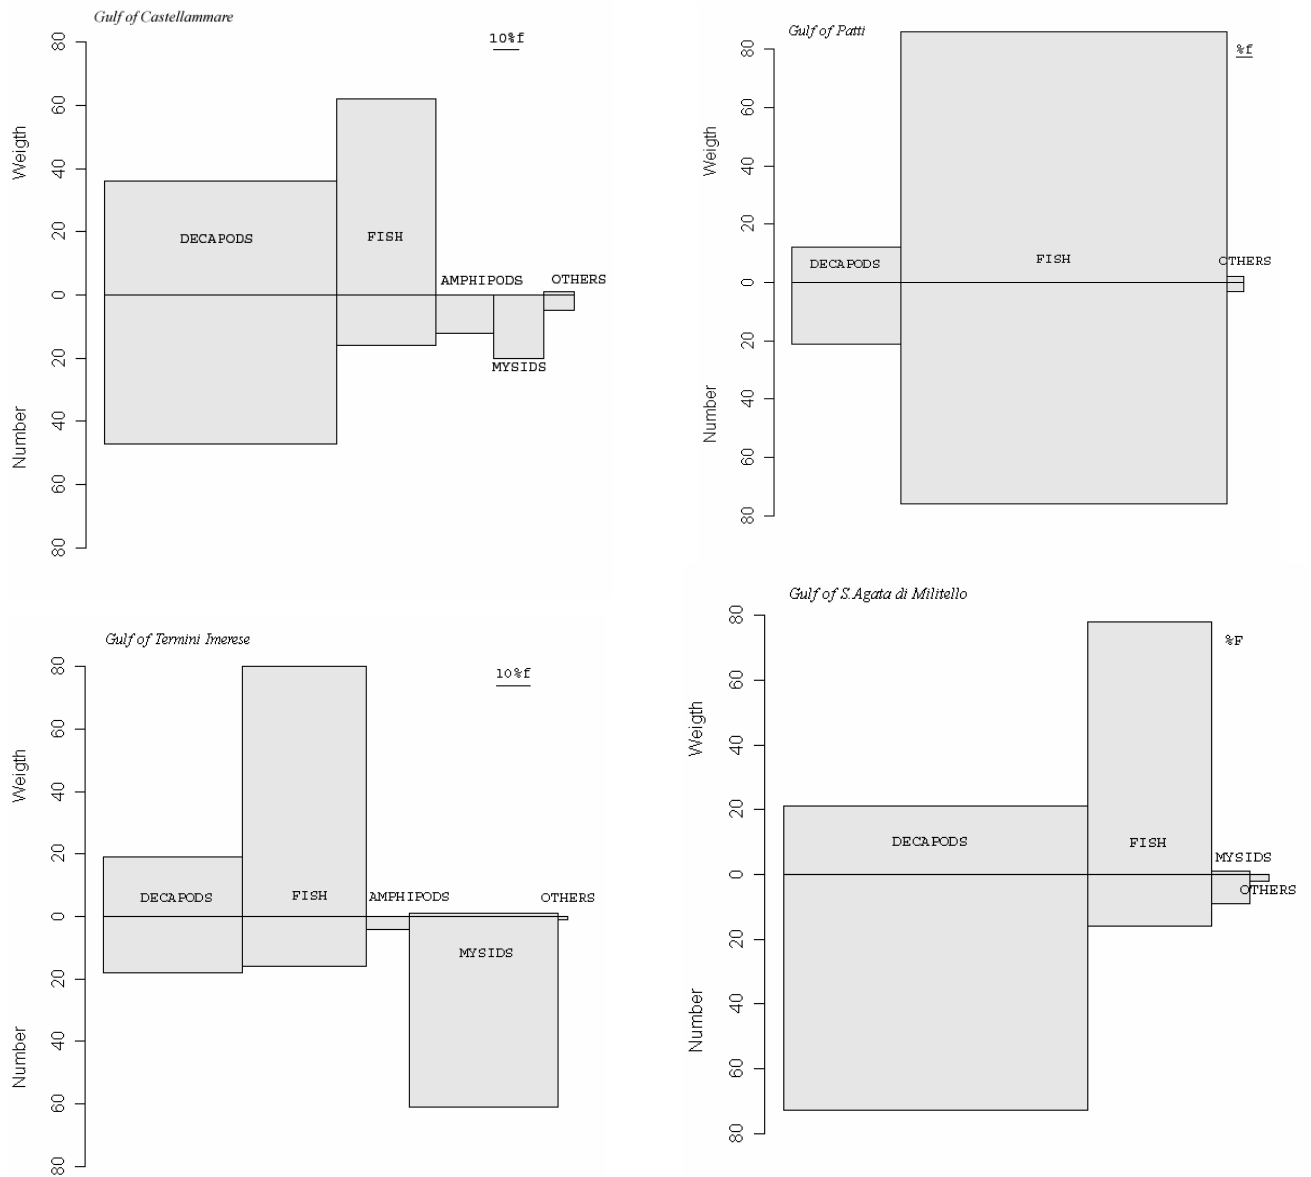 Gulf of Castellammare
10%f
80
60
40
20
0
20
40
60
80
Weigth
Number
DECAPODS
FISH
AMPHIPODS
OTHERS
MYSIDS
Gulf of Patti
%f
80
60
40
20
0
20
40
60
80
Weigth
Number
DECAPODS
FISH
OTHERS
Gulf of Termini Imerese
10%f
80
60
40
20
0
20
40
60
80
Weigth
Number
DECAPODS
FISH
AMPHIPODS
OTHERS
MYSIDS
Gulf of S.Agata di Militello
%F
80
60
40
20
0
20
40
60
80
Weigth
Number
DECAPODS
FISH
MYSIDS
OTHERS